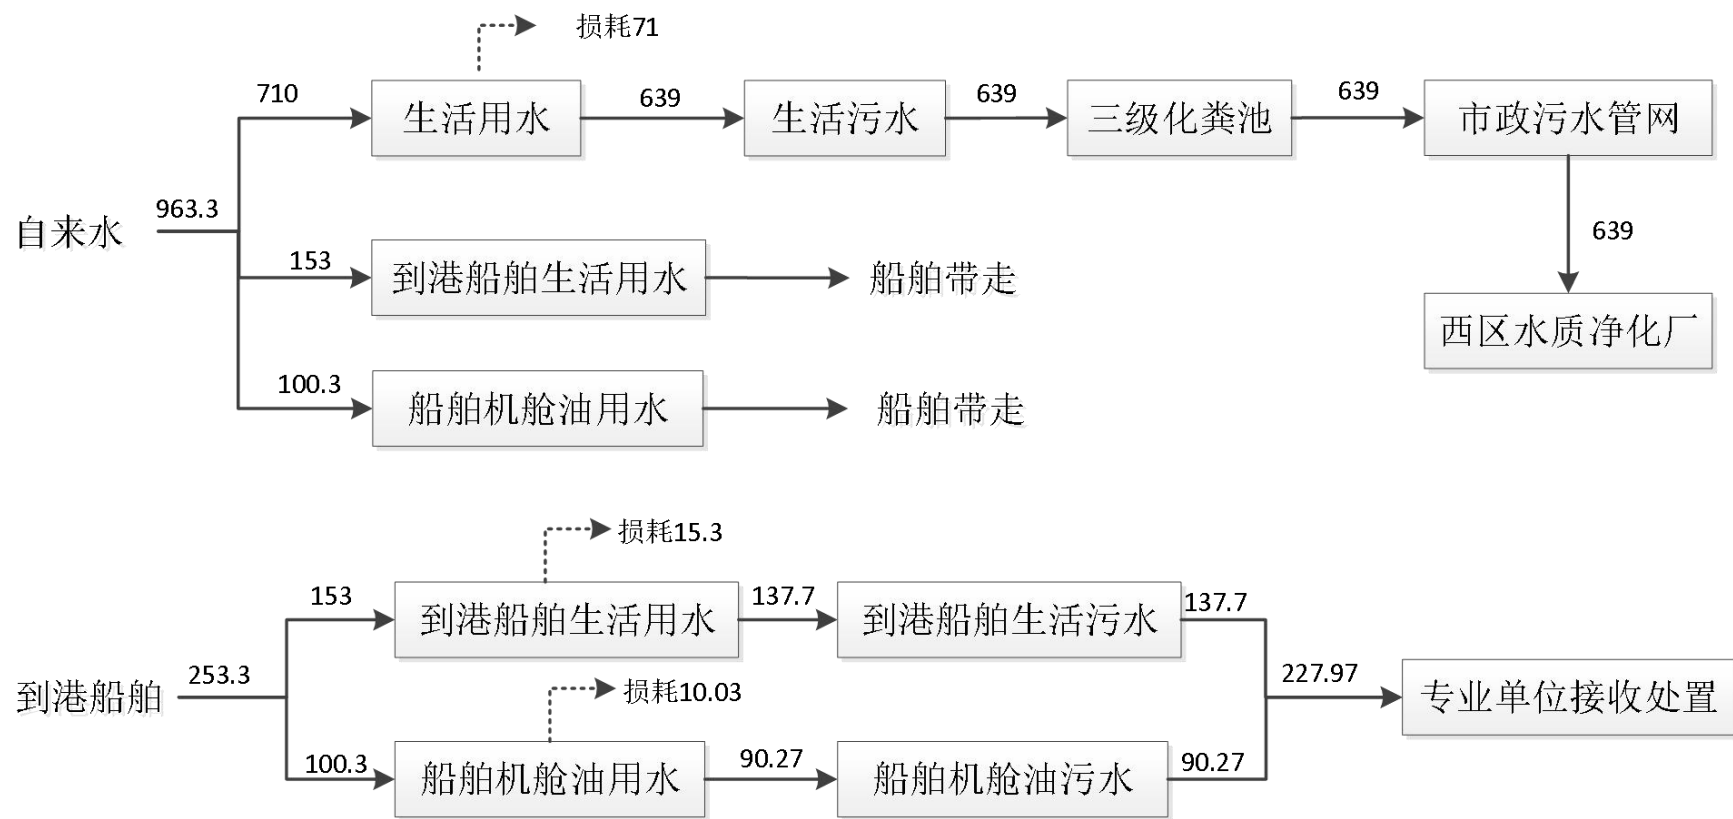 损耗71
710
生活用水
639
生活污水
639
三级化粪池
639
市政污水管网
自来水
963.3
639
153
到港船舶生活用水
船舶带走
西区水质净化厂
100.3
船舶机舱油用水
船舶带走
损耗15.3
153
到港船舶生活用水
137.7
到港船舶生活污水
137.7
到港船舶
253.3
损耗10.03
227.97
专业单位接收处置
100.3
船舶机舱油用水
90.27
船舶机舱油污水
90.27